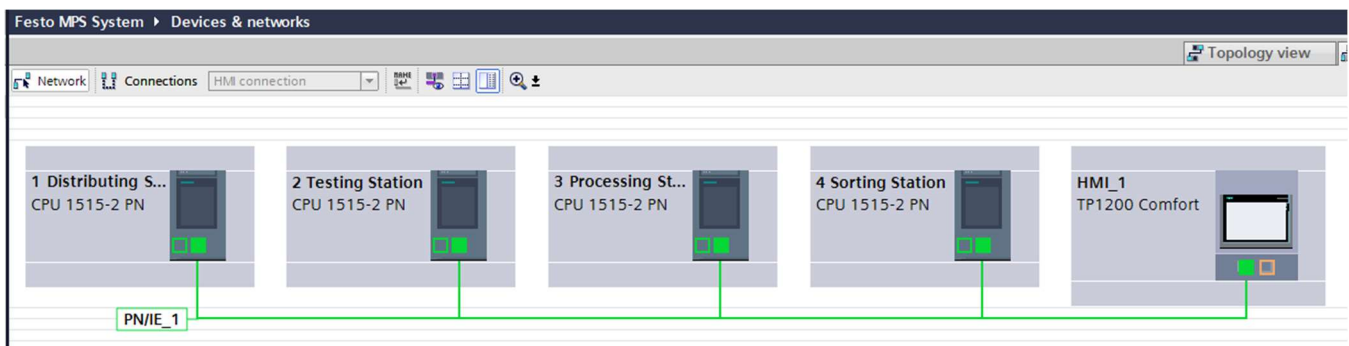 Festo MPS System ▸ Devices & networks
Topology view
Network Connections HMI connection
1 Distributing S...
CPU 1515-2 PN
2 Testing Station
CPU 1515-2 PN
3 Processing St...
CPU 1515-2 PN
4 Sorting Station
CPU 1515-2 PN
HMI_1
TP1200 Comfort
PN/IE_1